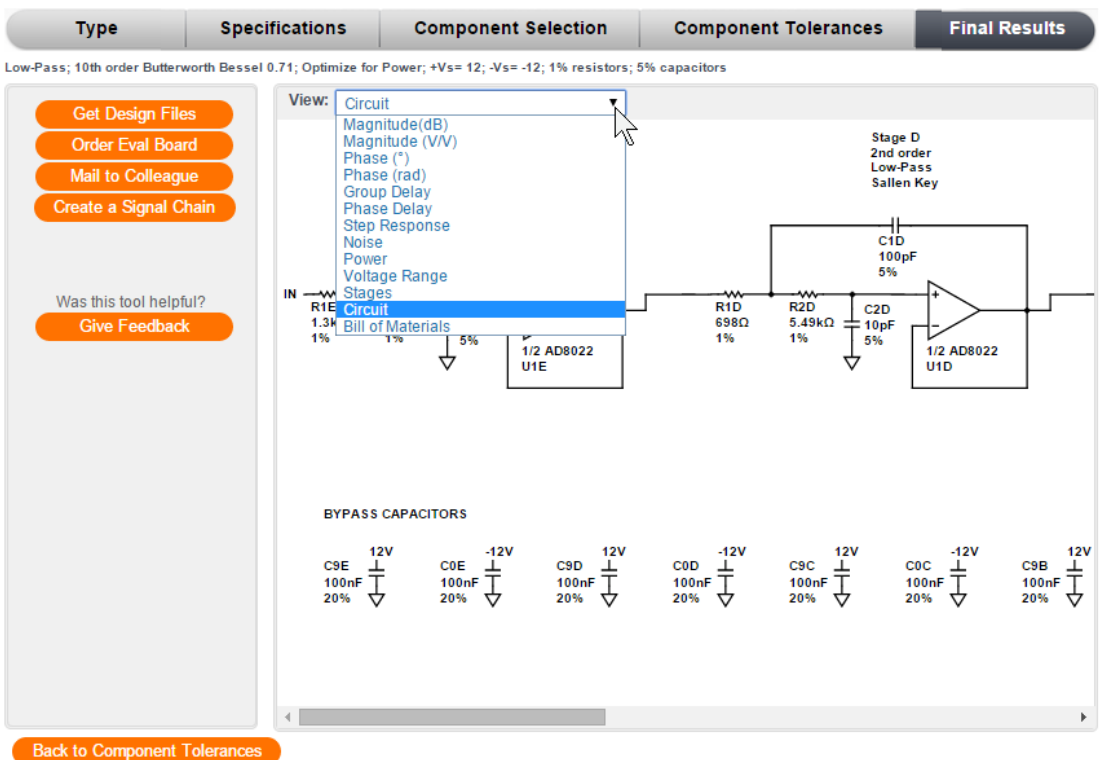 Type
Specifications
Component Selection
Component Tolerances
Final Results
Low-Pass; 10th order Butterworth Bessel 0.71; Optimize for Power; +Vs= 12; -Vs= -12; 1% resistors; 5% capacitors
Get Design Files
Order Eval Board
Mail to Colleague
Create a Signal Chain
Was this tool helpful?
Give Feedback
View:
Circuit
Magnitude(dB)
Magnitude (V/V)
Phase (°)
Phase (rad)
Group Delay
Phase Delay
Step Response
Noise
Power
Voltage Range
Stages
Circuit
Bill of Materials
IN
R1E
1%
1%
5%
1/2 AD8022
U1E
Stage D
2nd order
Low-Pass
Sallen Key
C1D
100pF
5%
R1D
698Ω
1%
R2D
5.49kΩ
1%
C2D
10pF
5%
+
−
1/2 AD8022
U1D
BYPASS CAPACITORS
12V
C9E
100nF
20%
-12V
C0E
100nF
20%
12V
C9D
100nF
20%
-12V
C0D
100nF
20%
12V
C9C
100nF
20%
-12V
C0C
100nF
20%
12V
C9B
100nF
20%
Back to Component Tolerances